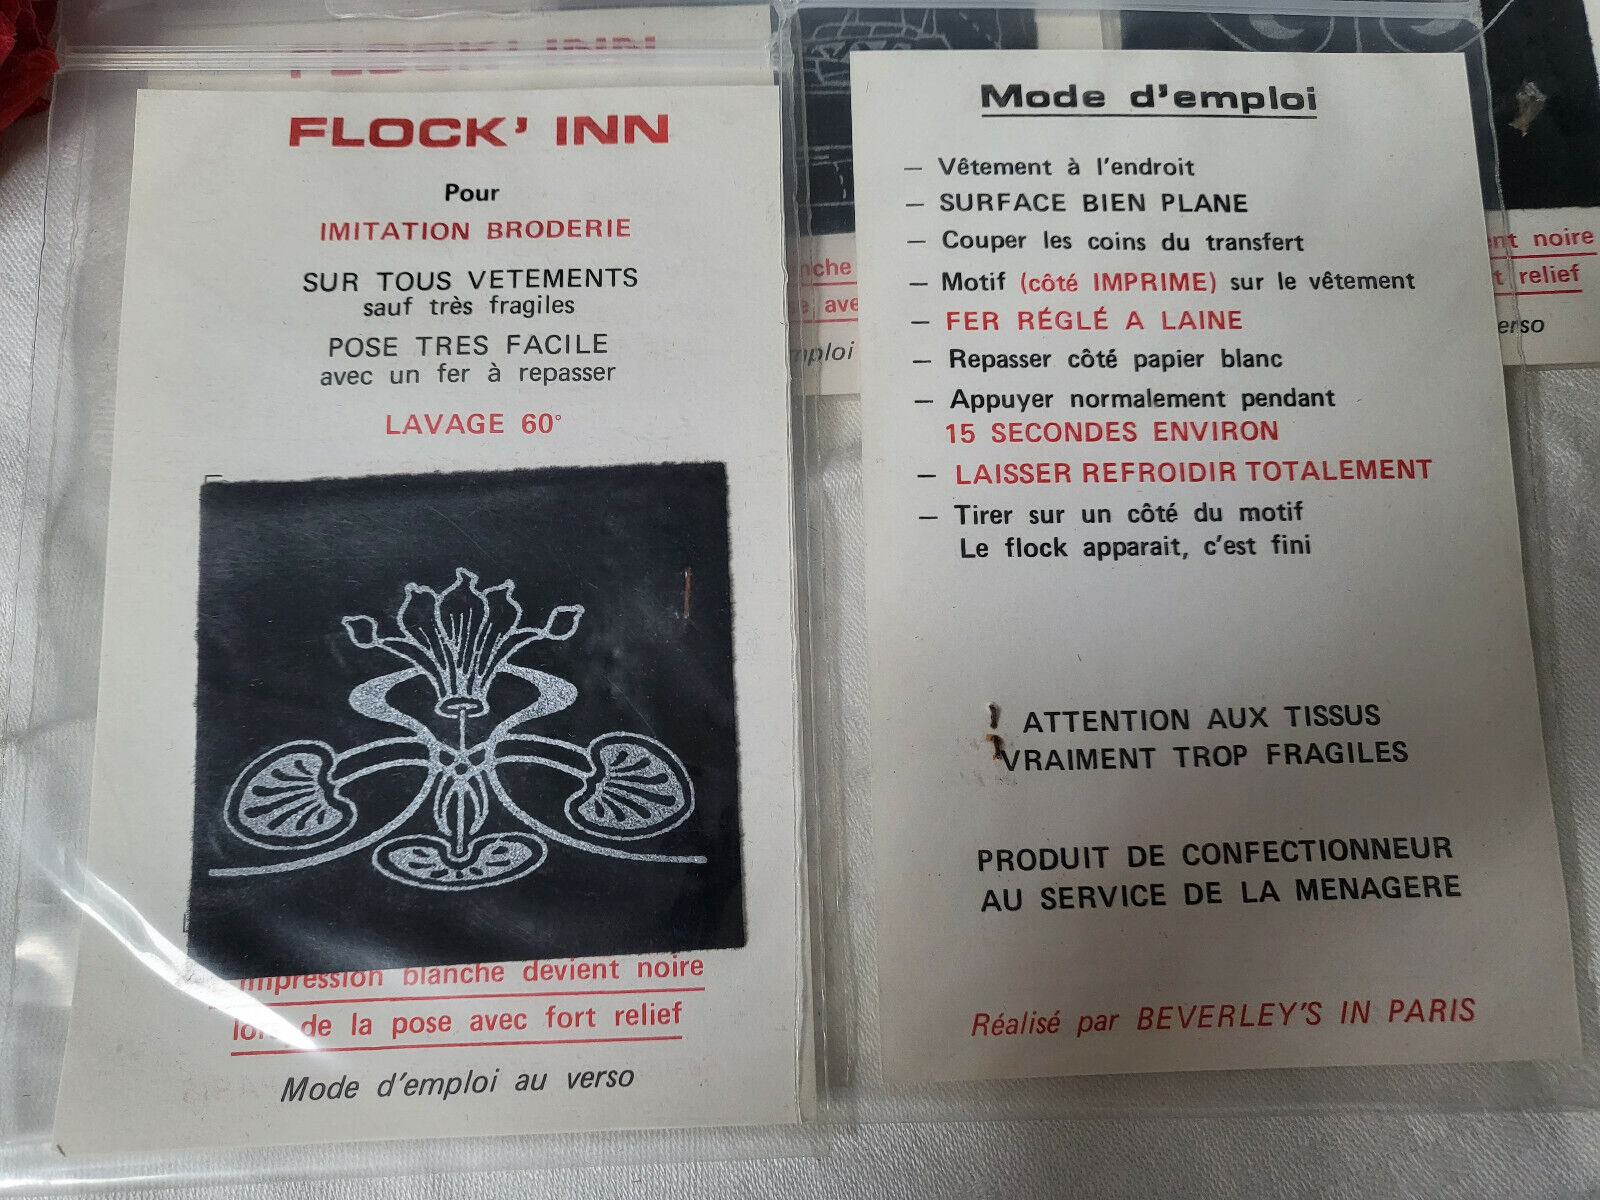 FLOCK' INN
FLOCK' INN
Pour
IMITATION BRODERIE
SUR TOUS VETEMENTS
sauf très fragiles
POSE TRES FACILE
avec un fer à repasser
LAVAGE 60°
impression blanche devient noire
lors de la pose avec fort relief
Mode d'emploi au verso
Mode d'emploi
— Vêtement à l'endroit
— SURFACE BIEN PLANE
— Couper les coins du transfert
— Motif (côté IMPRIME) sur le vêtement
— FER RÉGLÉ A LAINE
— Repasser côté papier blanc
— Appuyer normalement pendant
15 SECONDES ENVIRON
— LAISSER REFROIDIR TOTALEMENT
— Tirer sur un côté du motif
Le flock apparait, c'est fini
ATTENTION AUX TISSUS
VRAIMENT TROP FRAGILES
PRODUIT DE CONFECTIONNEUR
AU SERVICE DE LA MENAGERE
Réalisé par BEVERLEY'S IN PARIS
noire
relief